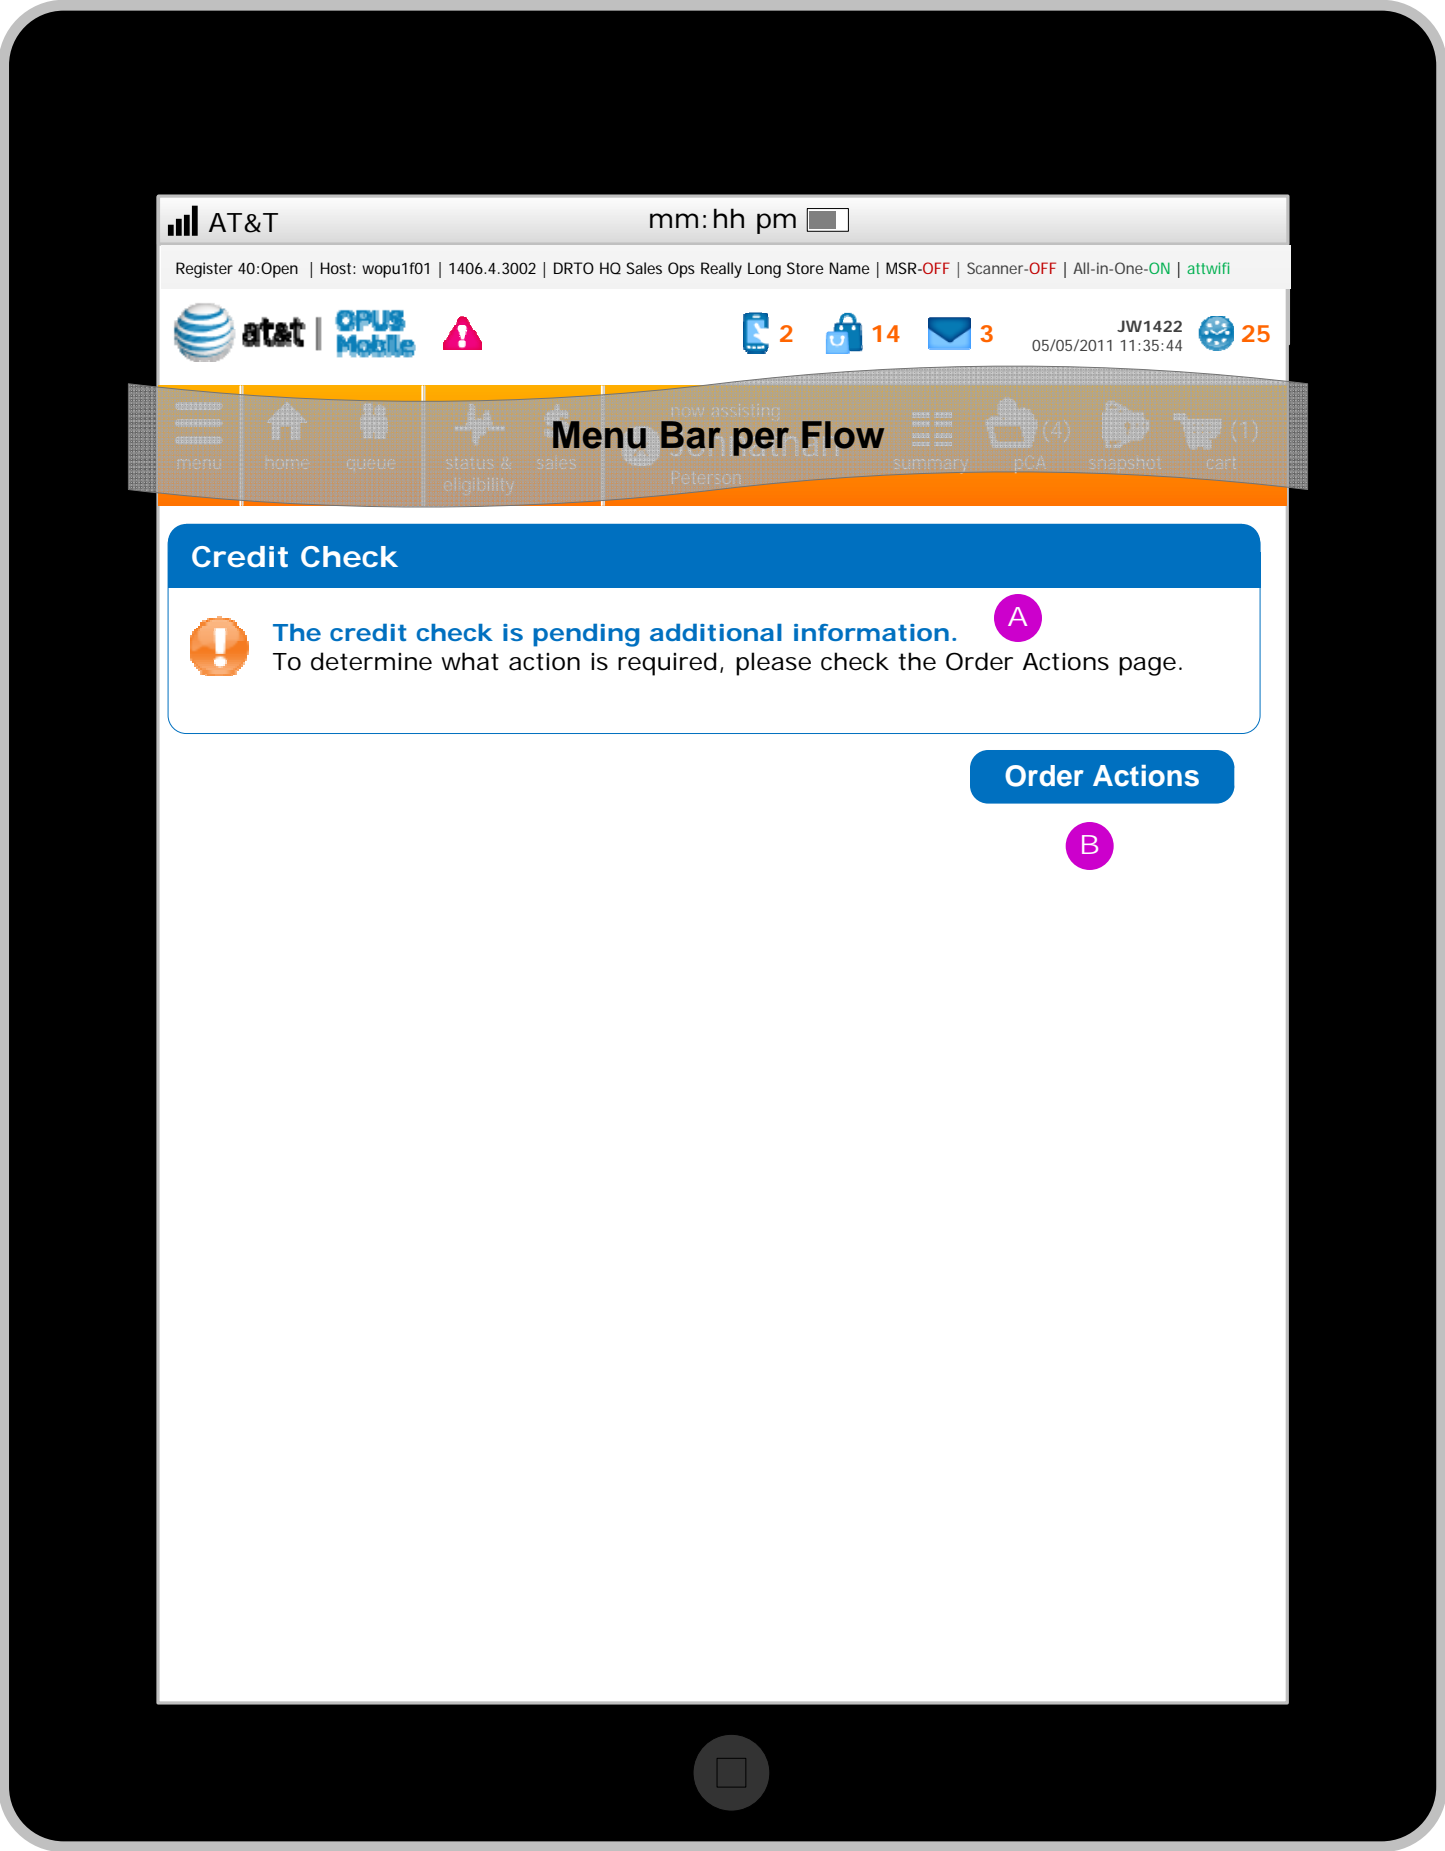 AT&T mm:hh pm
Register 40:Open | Host: wopu1f01 | 1406.4.3002 | DRTO HQ Sales Ops Really Long Store Name | MSR-OFF | Scanner-OFF | All-in-One-ON | attwifi
at&t | OPUS Mobile 2 14 3 JW1422 25
05/05/2011 11:35:44
now assisting
Menu Bar per Flow
Johnathan
(4) (1)
menu home queue status & eligibility sales Peterson summary pCA snapshot cart
Credit Check
A
The credit check is pending additional information.
To determine what action is required, please check the Order Actions page.
Order Actions
B